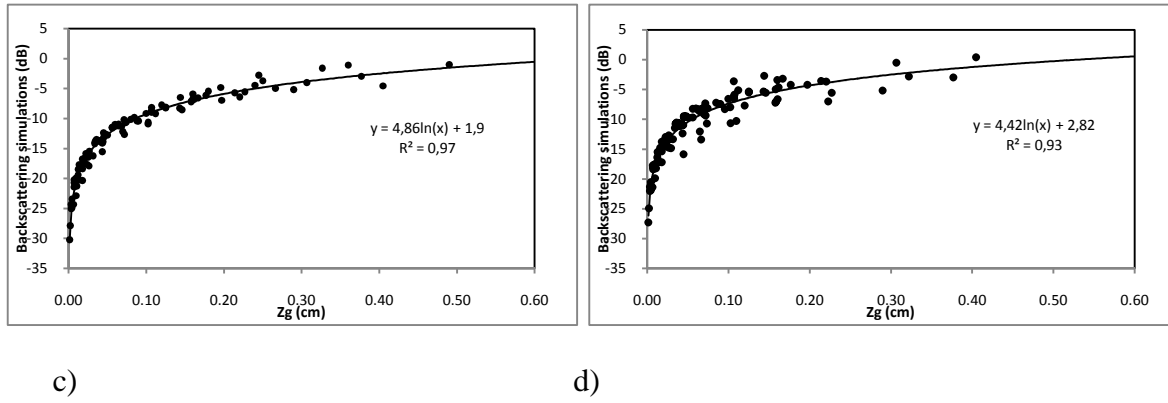 Backscattering simulations (dB)
5
0
-5
-10
-15
-20
-25
-30
-35
y = 4,86ln(x) + 1,9
R² = 0,97
0.00 0.10 0.20 0.30 0.40 0.50 0.60
Zg (cm)
Backscattering simulations (dB)
5
0
-5
-10
-15
-20
-25
-30
-35
y = 4,42ln(x) + 2,82
R² = 0,93
0.00 0.10 0.20 0.30 0.40 0.50 0.60
Zg (cm)
c) d)